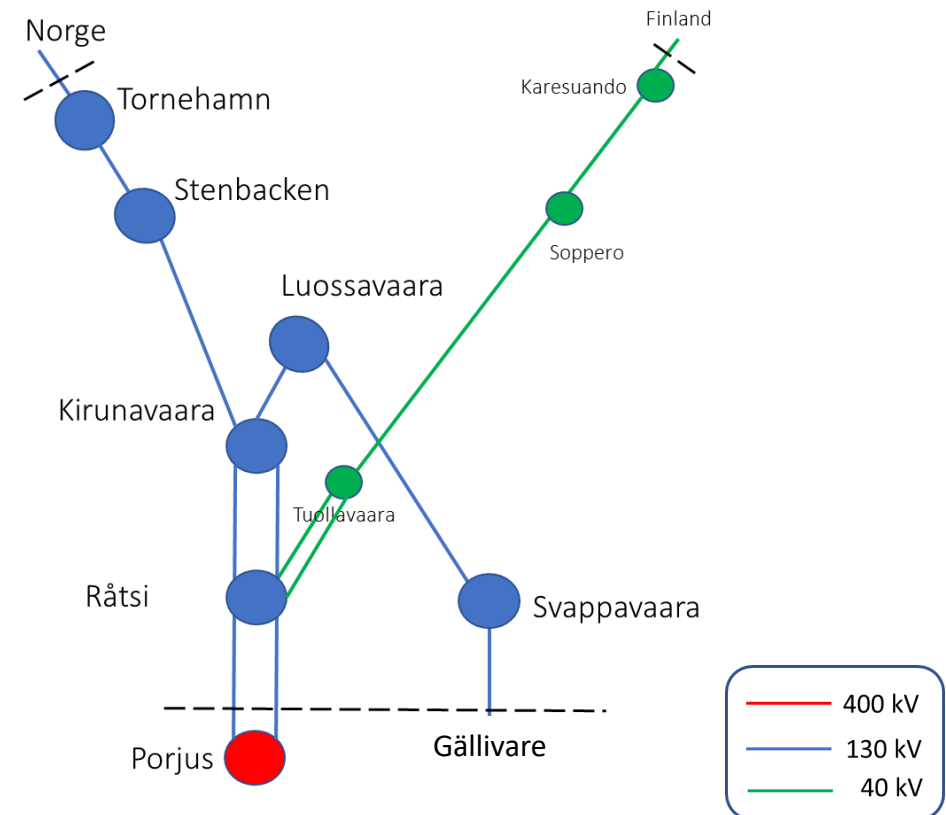 Norge
Finland
Karesuando
Tornehamn
Stenbacken
Soppero
Luossavaara
Kirunavaara
Tuollavaara
Råtsi
Svappavaara
Porjus
Gällivare
400 kV
130 kV
40 kV